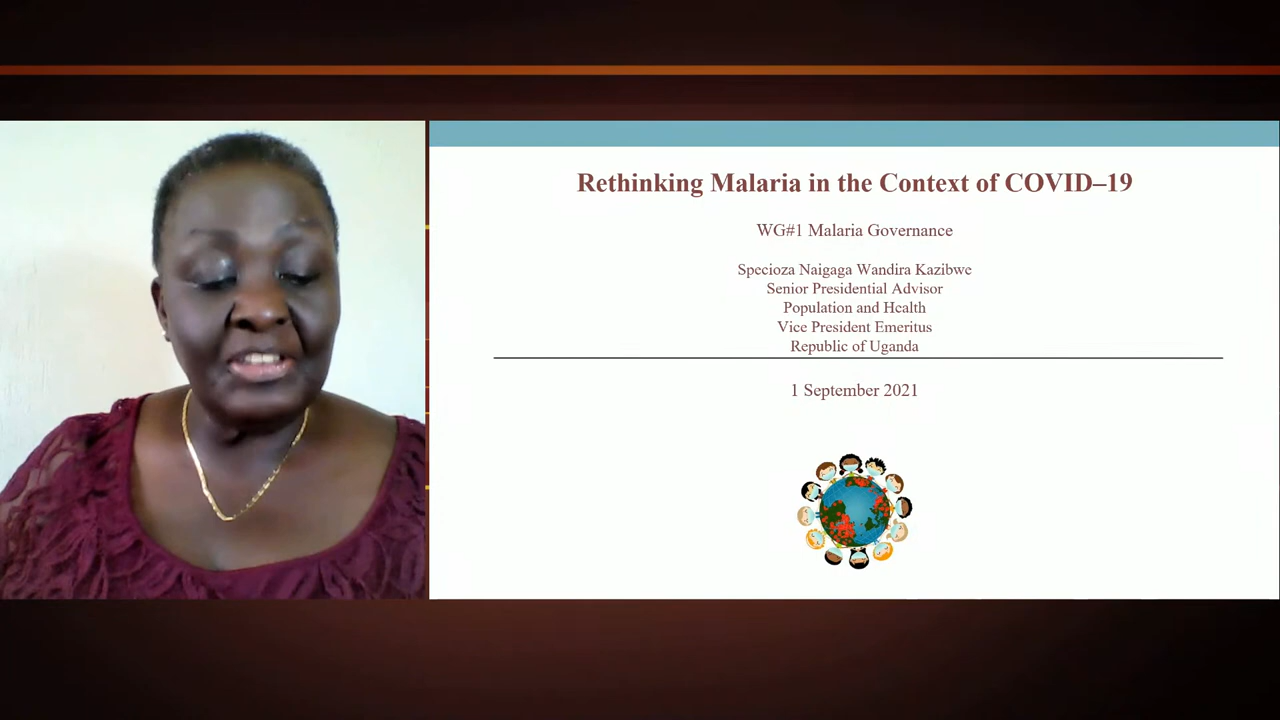 Rethinking Malaria in the Context of COVID–19
WG#1 Malaria Governance
Specioza Naigaga Wandira Kazibwe
Senior Presidential Advisor
Population and Health
Vice President Emeritus
Republic of Uganda
1 September 2021